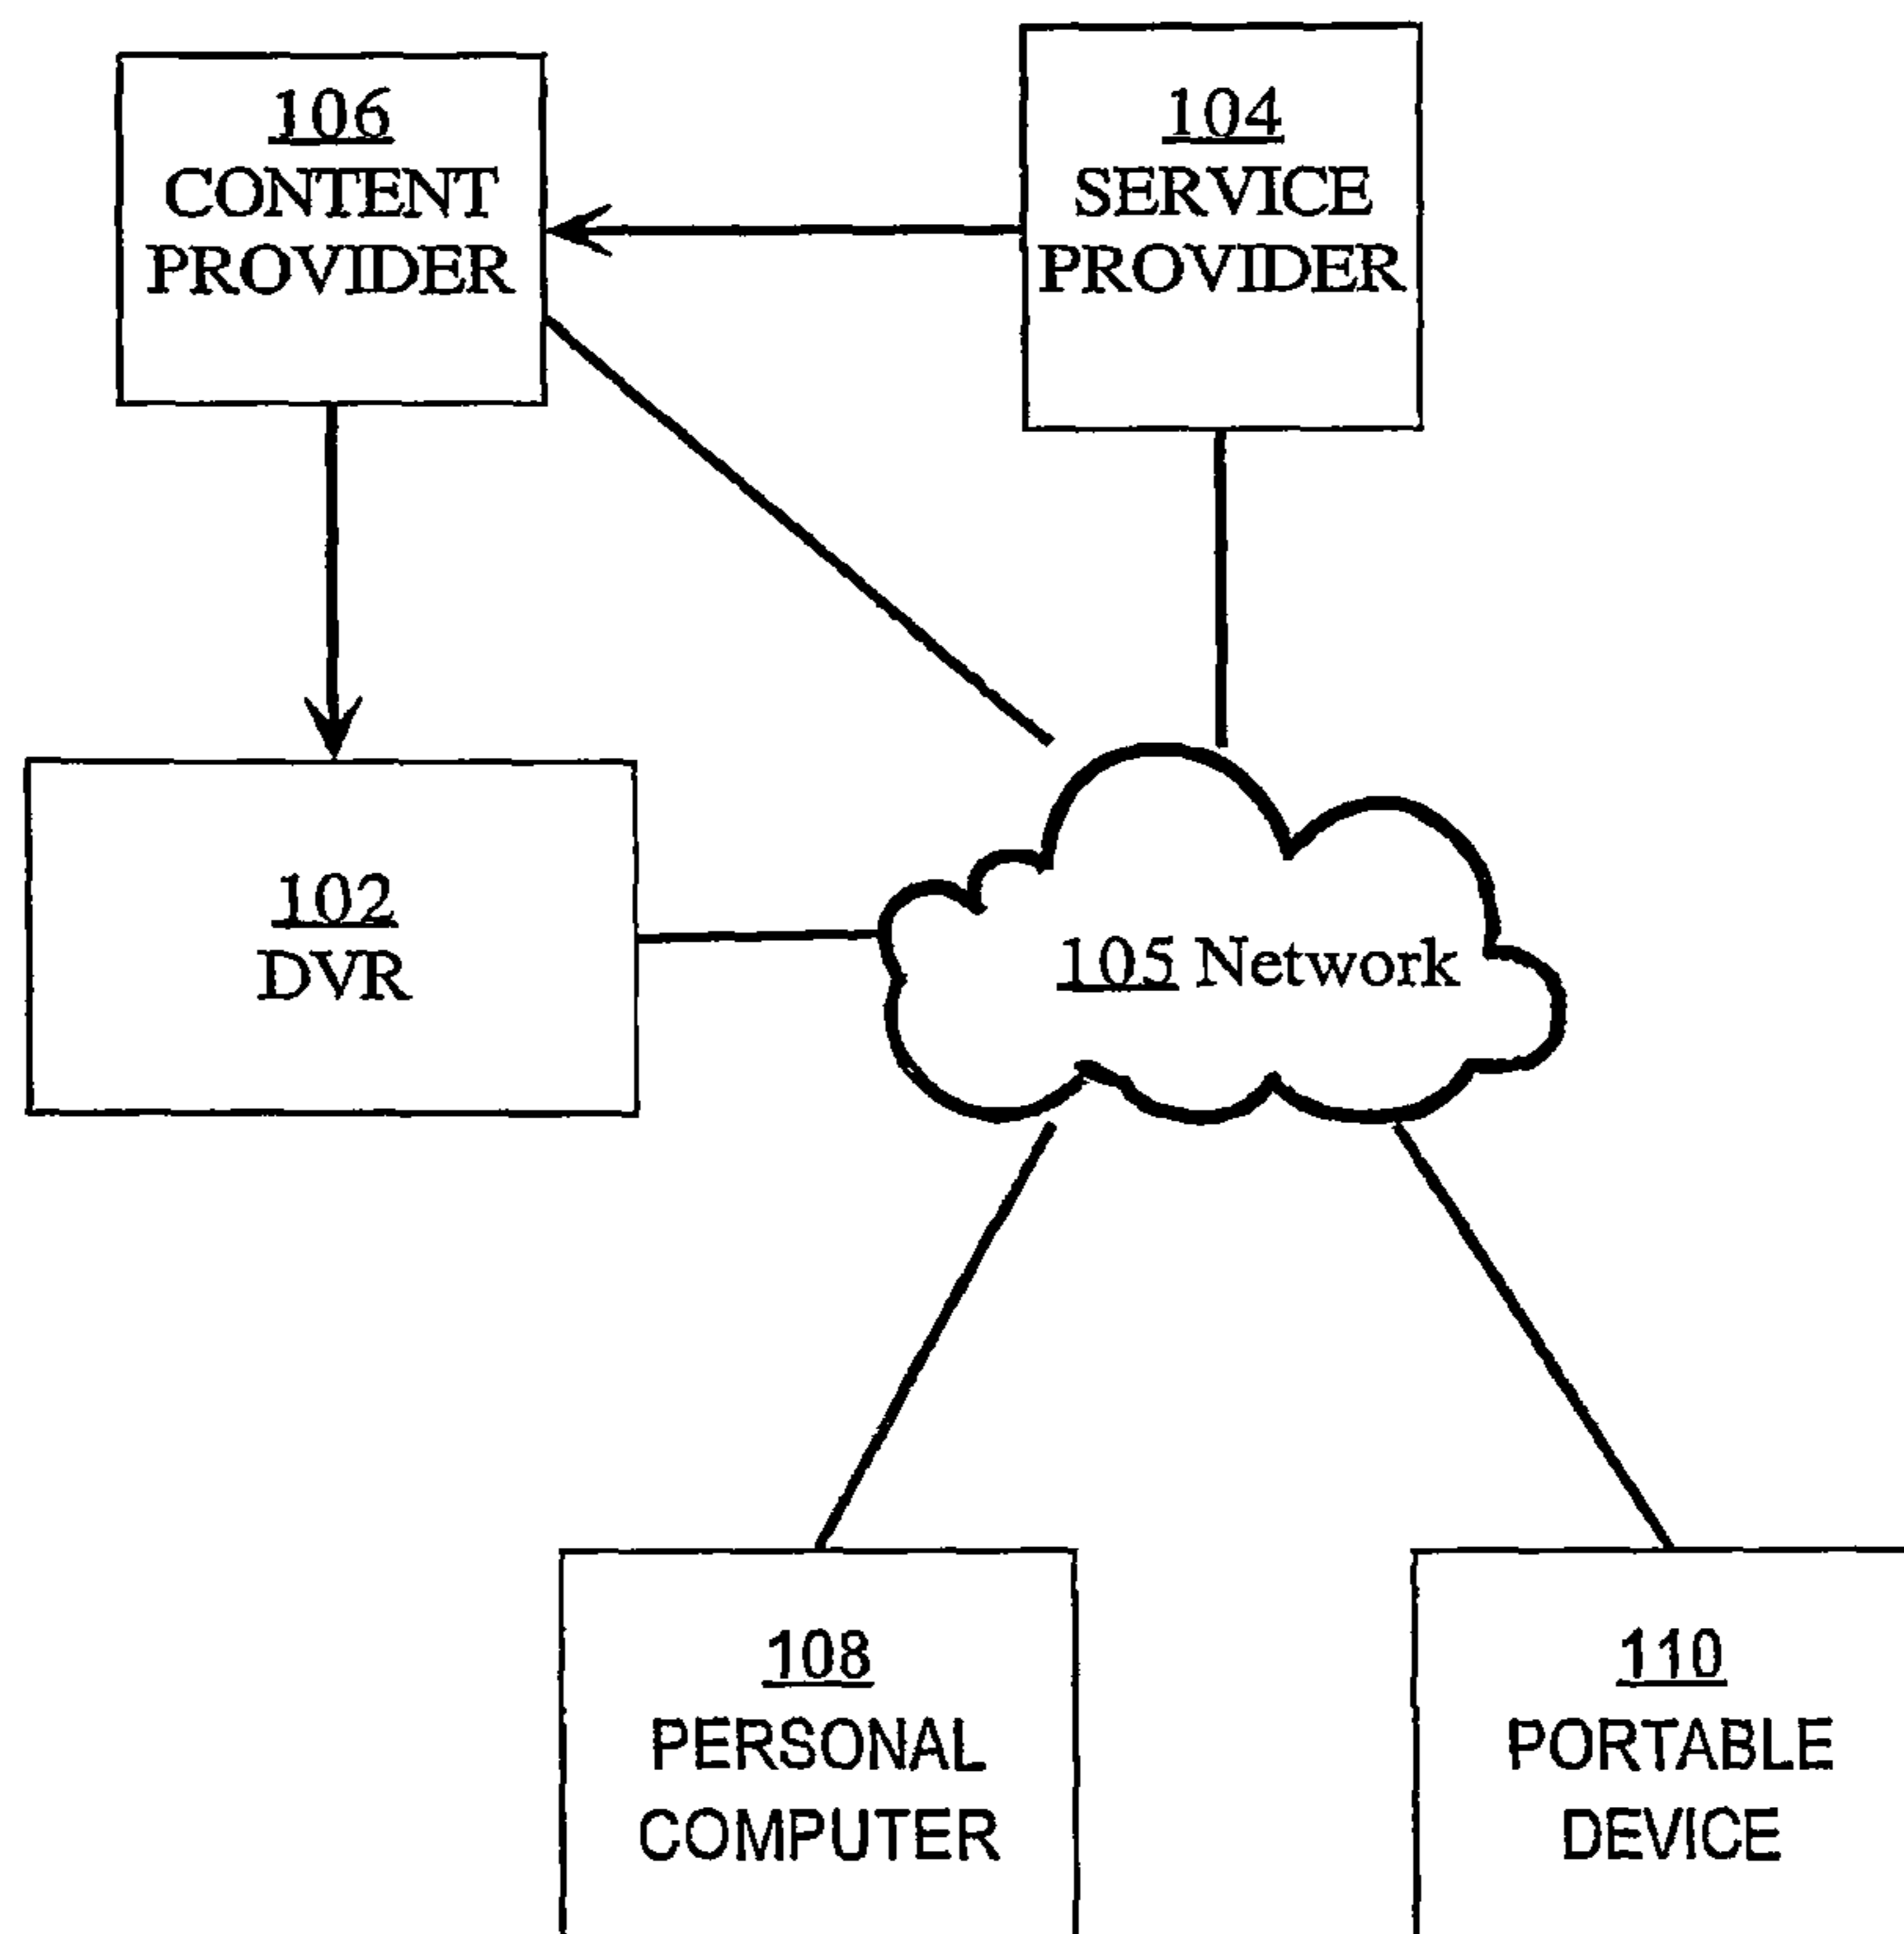 106
CONTENT
PROVIDER
104
SERVICE
PROVIDER
102
DVR
105 Network
108
PERSONAL
COMPUTER
110
PORTABLE
DEVICE